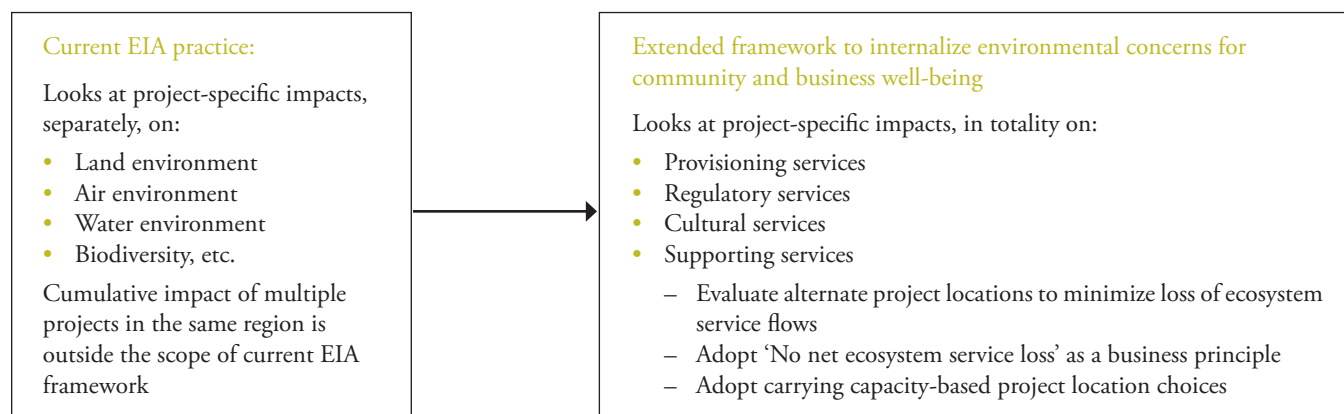 Current EIA practice:
Looks at project-specific impacts,
separately, on:
• Land environment
• Air environment
• Water environment
• Biodiversity, etc.
Cumulative impact of multiple
projects in the same region is
outside the scope of current EIA
framework
Extended framework to internalize environmental concerns for
community and business well-being
Looks at project-specific impacts, in totality on:
• Provisioning services
• Regulatory services
• Cultural services
• Supporting services
– Evaluate alternate project locations to minimize loss of ecosystem
service flows
– Adopt ‘No net ecosystem service loss’ as a business principle
– Adopt carrying capacity-based project location choices